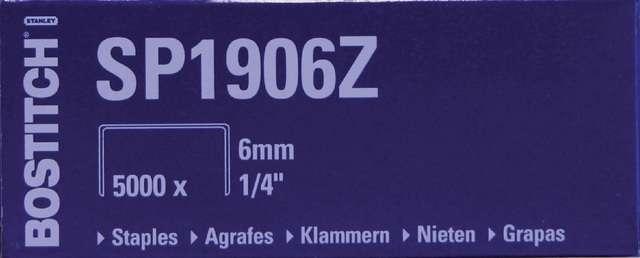 STANLEY
BOSTITCH®
SP1906Z
5000 x
6mm
1/4"
Staples Agrafes Klammern Nieten Grapas